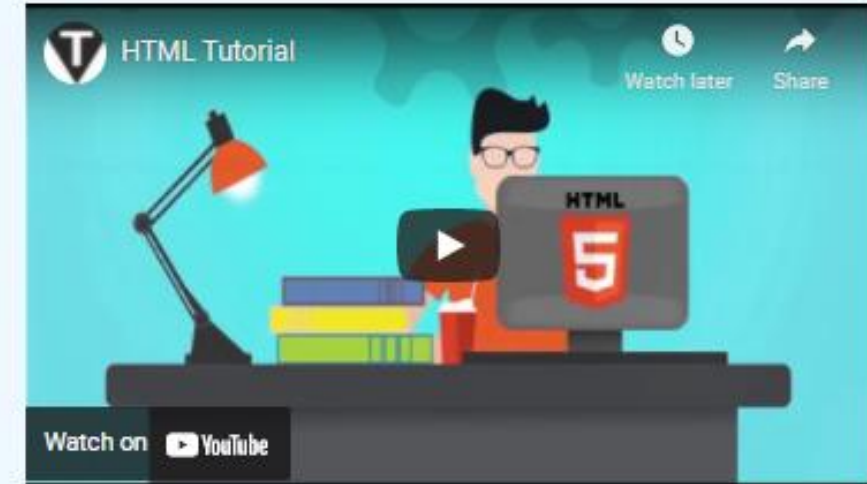 HTML Tutorial
Watch later
Share
HTML
5
Watch on YouTube